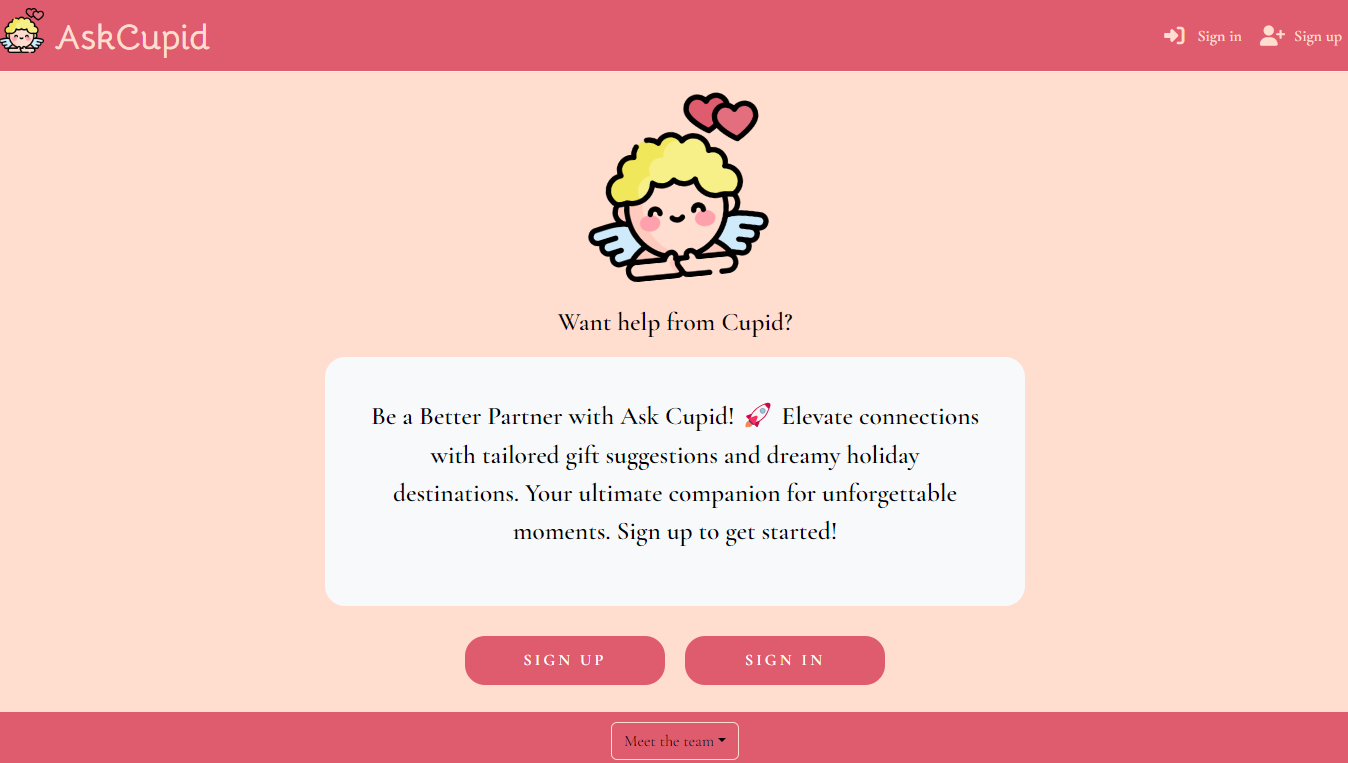 AskCupid
Sign in
Sign up
Want help from Cupid?
Be a Better Partner with Ask Cupid! 🚀 Elevate connections
with tailored gift suggestions and dreamy holiday
destinations. Your ultimate companion for unforgettable
moments. Sign up to get started!
SIGN UP
SIGN IN
Meet the team